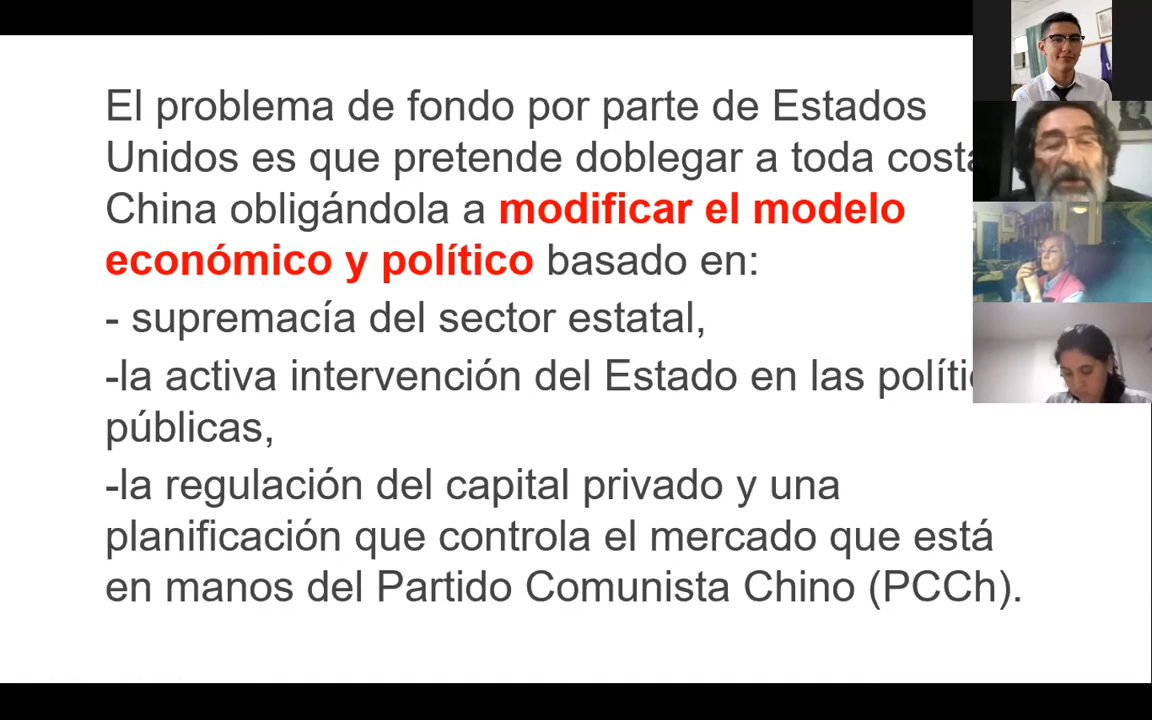 El problema de fondo por parte de Estados
Unidos es que pretende doblegar a toda costa
China obligándola a modificar el modelo
económico y político basado en:
- supremacía del sector estatal,
-la activa intervención del Estado en las
públicas,
-la regulación del capital privado y una
planificación que controla el mercado que está
en manos del Partido Comunista Chino (PCCh).